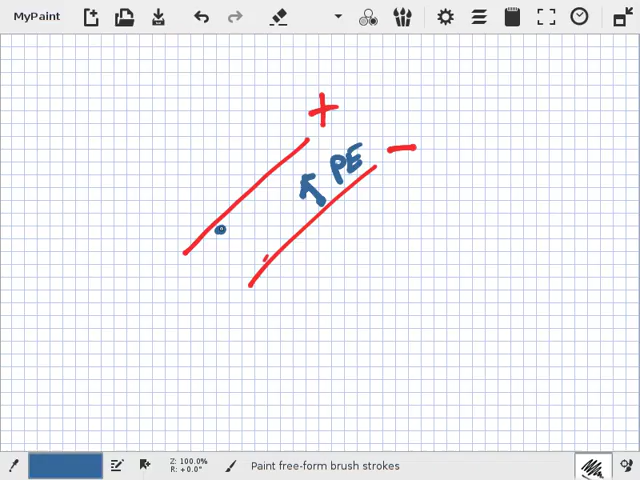 MyPaint
+
−
PE
Z: 100.0%
R: +0.0°
Paint free-form brush strokes